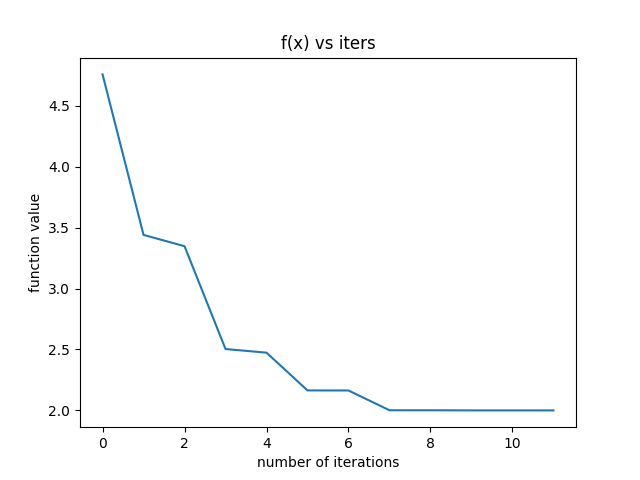 f(x) vs iters
function value
4.5
4.0
3.5
3.0
2.5
2.0
0 2 4 6 8 10
number of iterations